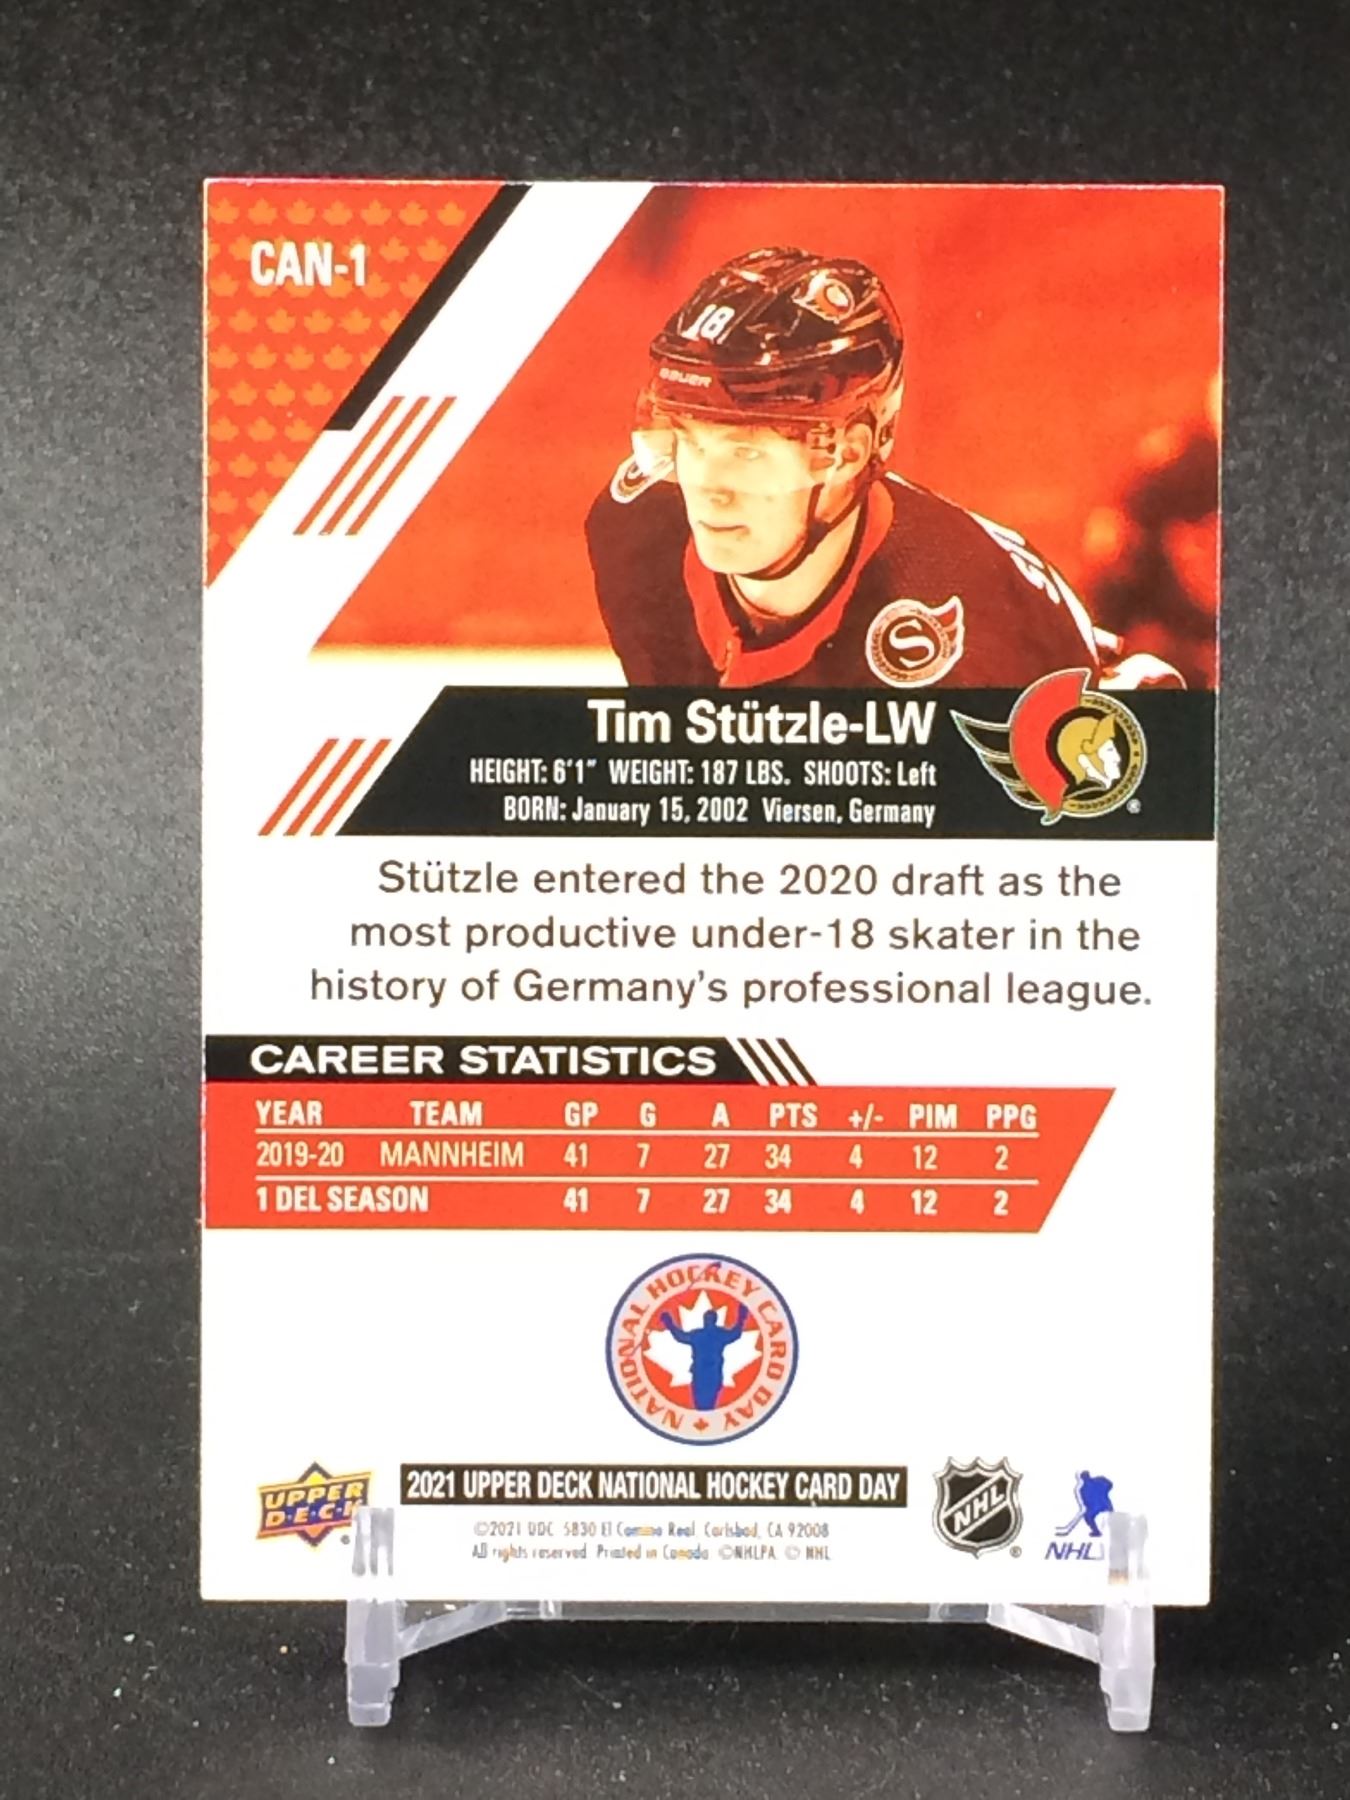 CAN-1
18
BAUER
S
Tim Stützle-LW
HEIGHT: 6'1" WEIGHT: 187 LBS. SHOOTS: Left
BORN: January 15, 2002 Viersen, Germany
Stützle entered the 2020 draft as the
most productive under-18 skater in the
history of Germany's professional league.
CAREER STATISTICS
YEAR TEAM GP G A PTS +/- PIM PPG
2019-20 MANNHEIM 41 7 27 34 4 12 2
1 DEL SEASON 41 7 27 34 4 12 2
NATIONAL HOCKEY CARD DAY
UPPER
D·E·C·K
2021 UPPER DECK NATIONAL HOCKEY CARD DAY
©2021 UDC. 5830 El Camino Real. Carlsbad, CA 92008
All rights reserved. Printed in Canada. ©NHLPA. © NHL
NHL